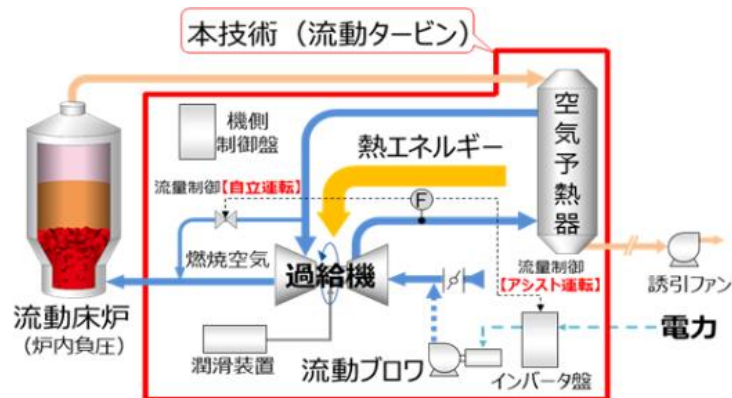 本技術（流動タービン）
機側
制御盤
熱エネルギー
空気予熱器
流量制御【自立運転】
F
燃焼空気
過給機
流量制御
【アシスト運転】
誘引ファン
流動床炉
（炉内負圧）
潤滑装置
流動ブロワ
インバータ盤
電力